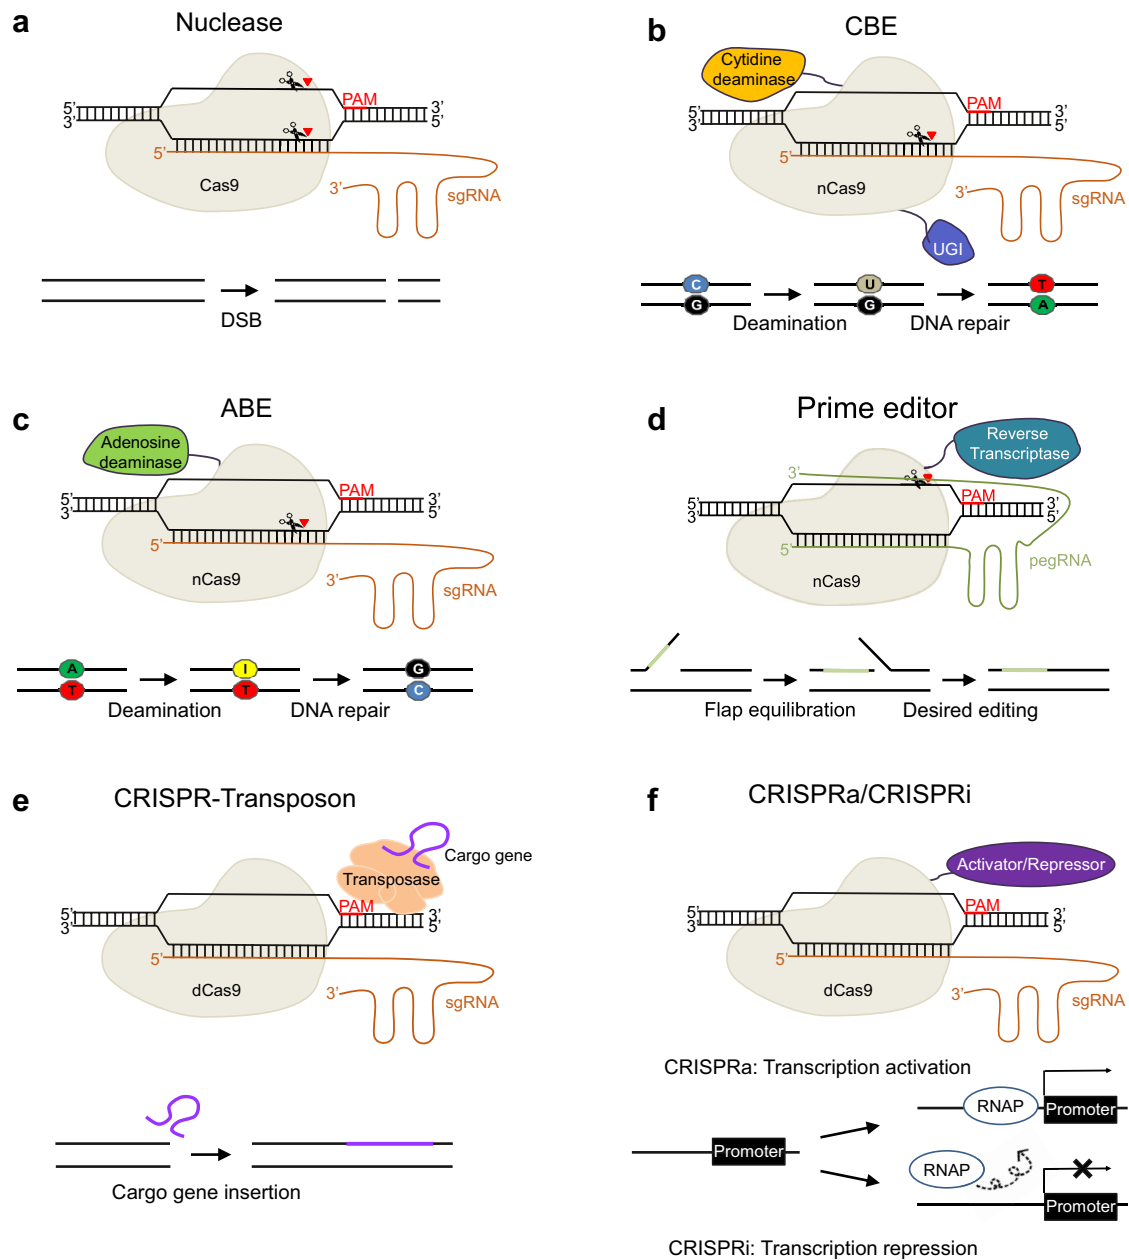 a
Nuclease
5’
3’
PAM
3’
5’
5’
Cas9
3’
sgRNA
DSB
b
CBE
Cytidine
deaminase
5’
3’
PAM
3’
5’
5’
nCas9
3’
sgRNA
UGI
C
G
Deamination
U
G
DNA repair
T
A
c
ABE
Adenosine
deaminase
5’
3’
PAM
3’
5’
5’
nCas9
3’
sgRNA
A
T
Deamination
I
T
DNA repair
G
C
d
Prime editor
Reverse
Transcriptase
3’
5’
3’
PAM
3’
5’
5’
nCas9
pegRNA
Flap equilibration
Desired editing
e
CRISPR-Transposon
Cargo gene
Transposase
5’
3’
PAM
3’
5’
5’
dCas9
3’
sgRNA
Cargo gene insertion
f
CRISPRa/CRISPRi
Activator/Repressor
5’
3’
PAM
3’
5’
5’
dCas9
3’
sgRNA
CRISPRa: Transcription activation
RNAP
Promoter
Promoter
RNAP
Promoter
CRISPRi: Transcription repression